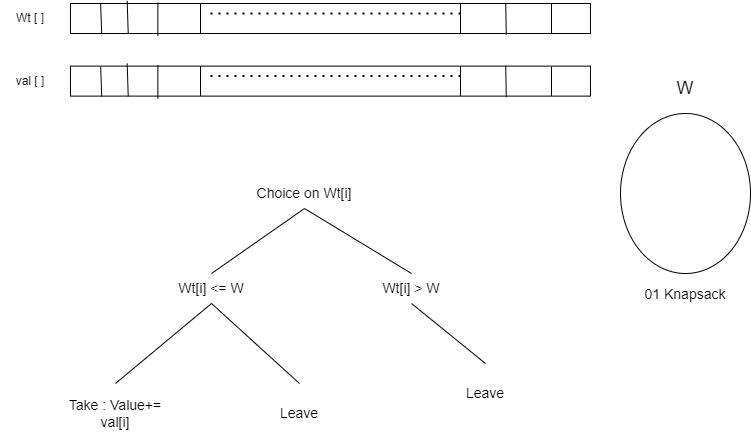 Wt [ ]
val [ ]
W
Choice on Wt[i]
Wt[i] <= W
Wt[i] > W
01 Knapsack
Take : Value+=
val[i]
Leave
Leave